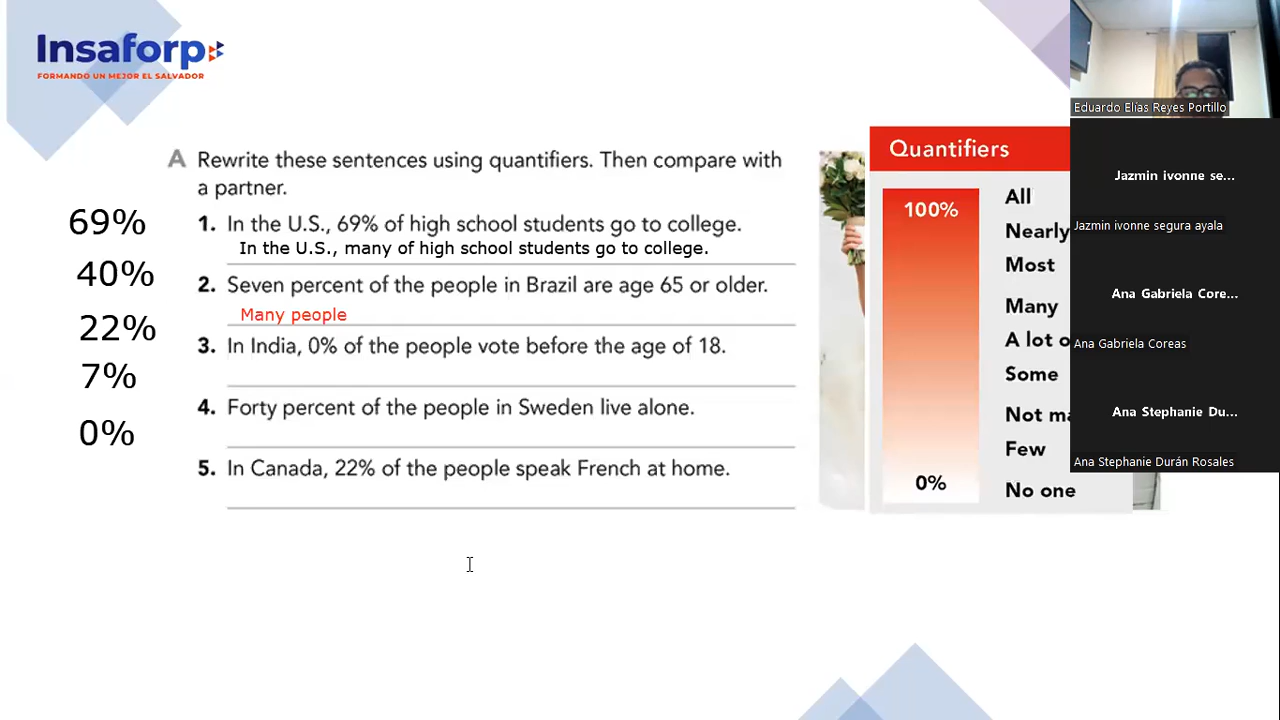 Insaforp
FORMANDO UN MEJOR EL SALVADOR
A Rewrite these sentences using quantifiers. Then compare with
a partner.
69%
40%
22%
7%
0%
1. In the U.S., 69% of high school students go to college.
In the U.S., many of high school students go to college.
2. Seven percent of the people in Brazil are age 65 or older.
Many people
3. In India, 0% of the people vote before the age of 18.
4. Forty percent of the people in Sweden live alone.
5. In Canada, 22% of the people speak French at home.
Quantifiers
100%
0%
All
Nearly
Most
Many
A lot o
Some
Not ma
Few
No one
Eduardo Elías Reyes Portillo
Jazmin ivonne se...
Jazmin ivonne segura ayala
Ana Gabriela Core...
Ana Gabriela Coreas
Ana Stephanie Du...
Ana Stephanie Durán Rosales